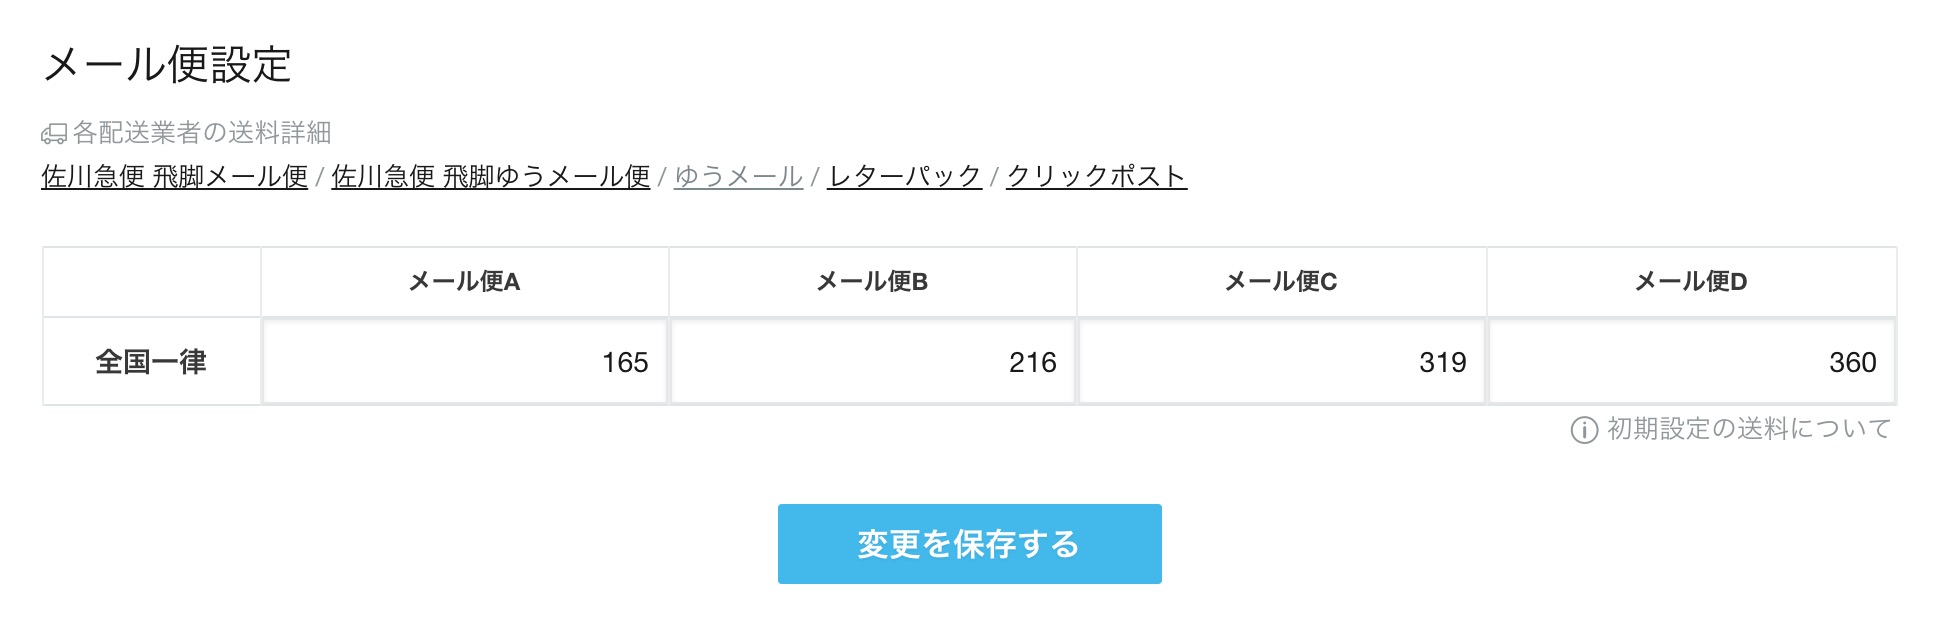 メール便設定
各配送業者の送料詳細
佐川急便 飛脚メール便 / 佐川急便 飛脚ゆうメール便 / ゆうメール / レターパック / クリックポスト
メール便A メール便B メール便C メール便D
全国一律 165 216 319 360
初期設定の送料について
変更を保存する